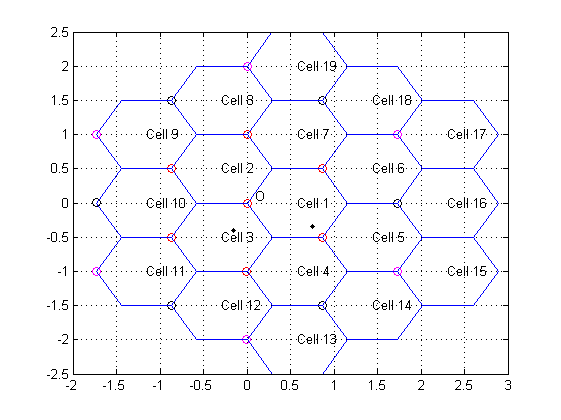 2.5
Cell 19
2
Cell 8
Cell 18
1.5
Cell 9
Cell 7
Cell 17
1
Cell 2
Cell 6
0.5
O
Cell 10
Cell 1
Cell 16
0
Cell 3
Cell 5
-0.5
Cell 11
Cell 4
Cell 15
-1
Cell 12
Cell 14
-1.5
Cell 13
-2
-2.5
-2 -1.5 -1 -0.5 0 0.5 1 1.5 2 2.5 3